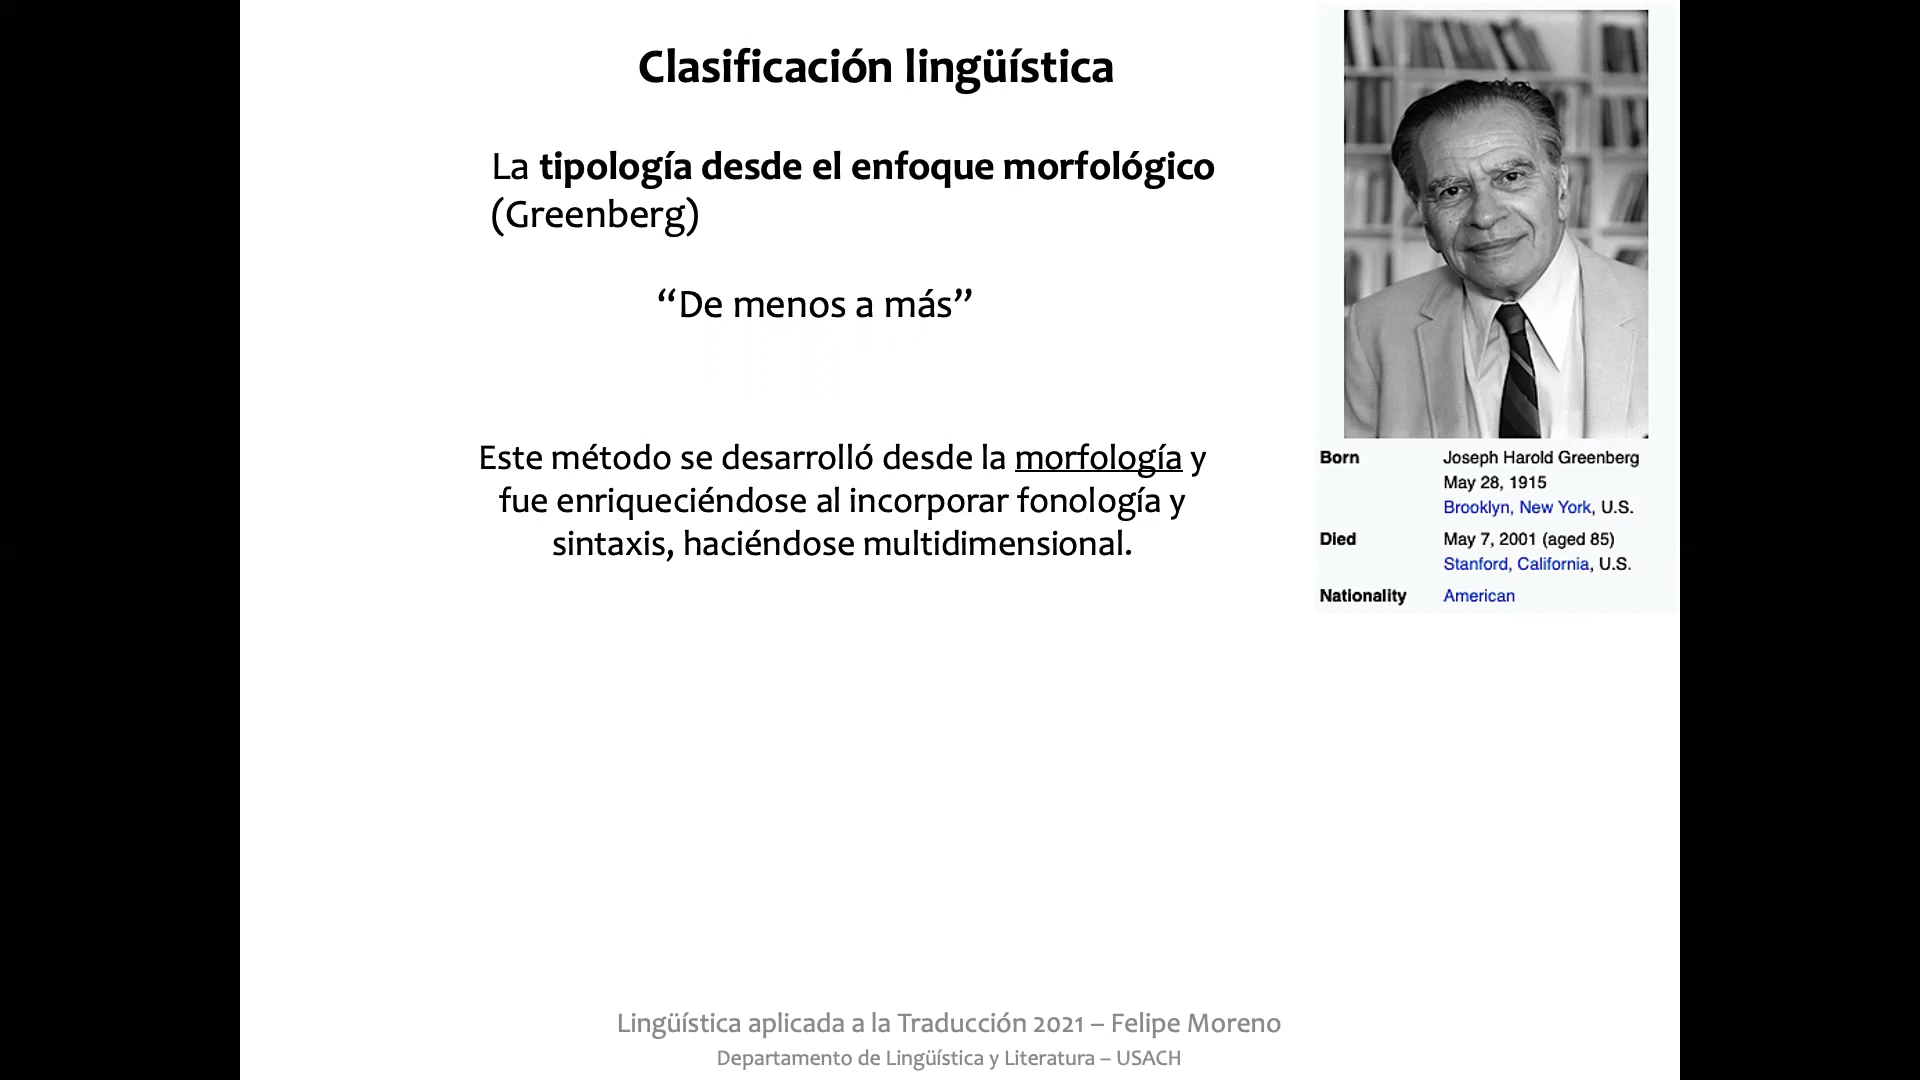 Clasificación lingüística
La tipología desde el enfoque morfológico
(Greenberg)
“De menos a más”
Este método se desarrolló desde la morfología y
fue enriqueciéndose al incorporar fonología y
sintaxis, haciéndose multidimensional.
Born Joseph Harold Greenberg
May 28, 1915
Brooklyn, New York, U.S.
Died May 7, 2001 (aged 85)
Stanford, California, U.S.
Nationality American
Lingüística aplicada a la Traducción 2021 – Felipe Moreno
Departamento de Lingüística y Literatura – USACH